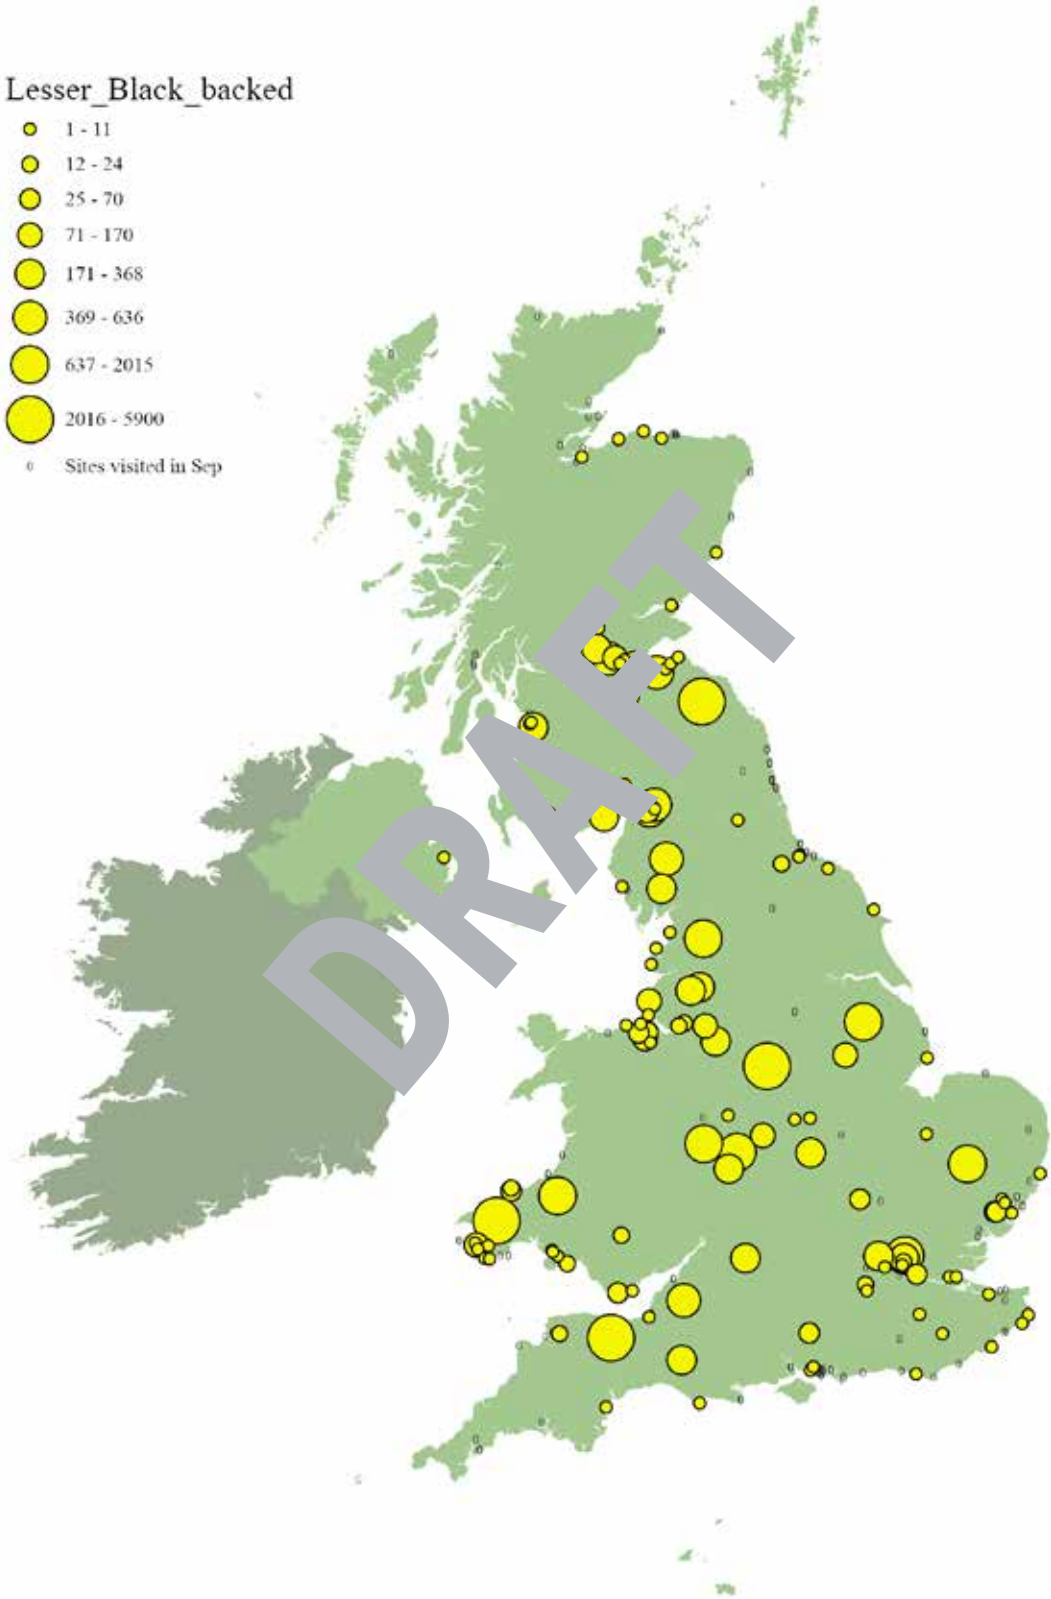 Lesser_Black_backed
1 - 11
12 - 24
25 - 70
71 - 170
171 - 368
369 - 636
637 - 2015
2016 - 5900
0 Sites visited in Sep
DRAFT